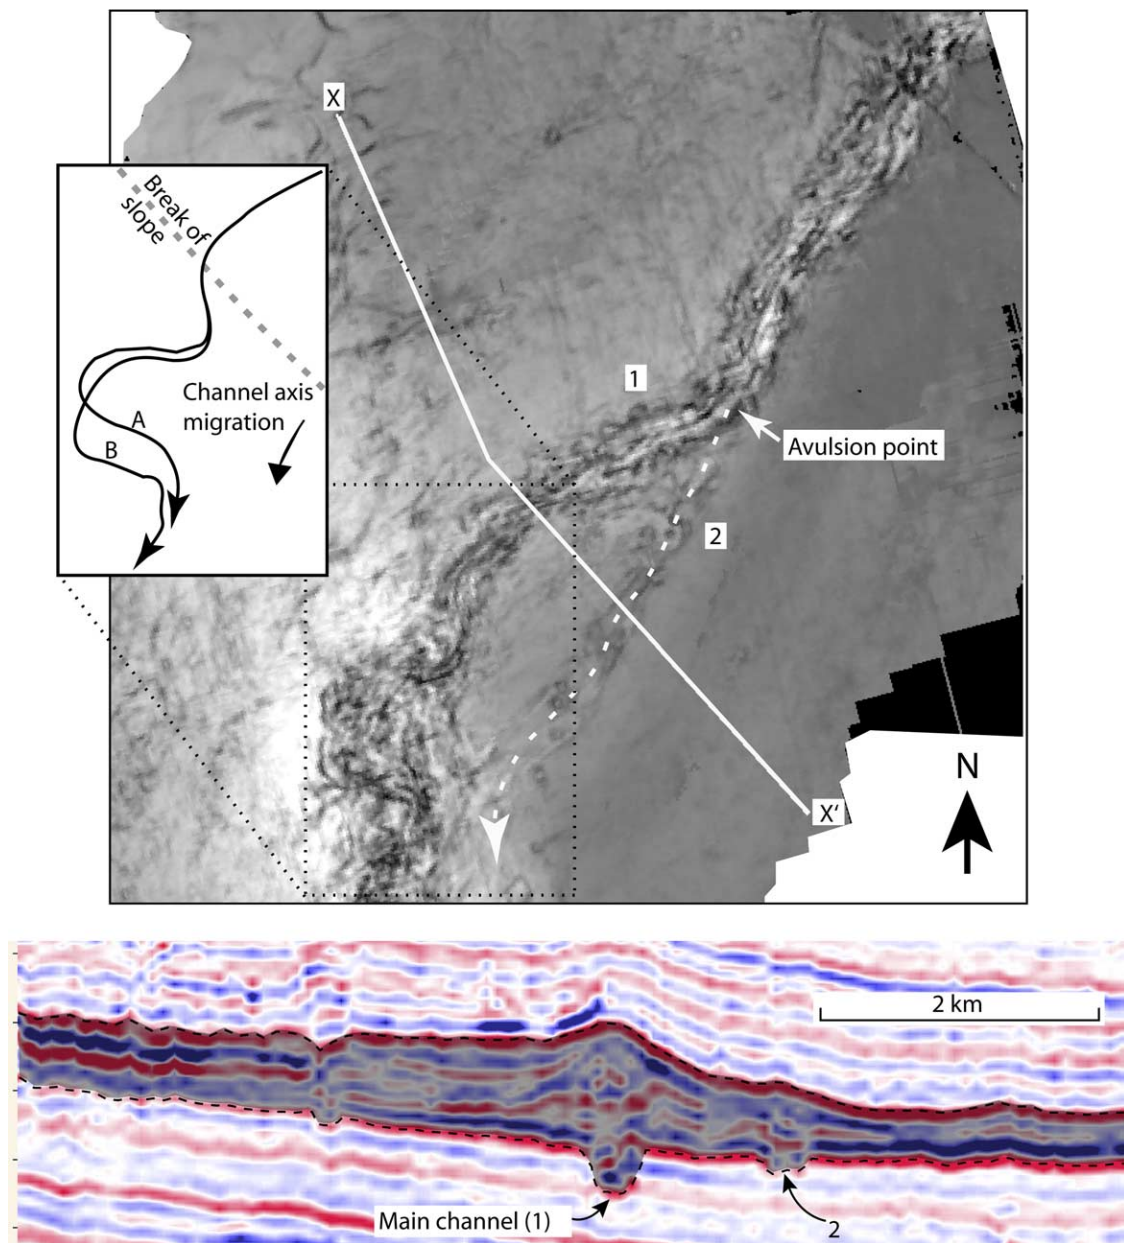 X
Break of
slope
Channel axis
migration
A
B
1
Avulsion point
2
N
X'
2 km
Main channel (1)
2